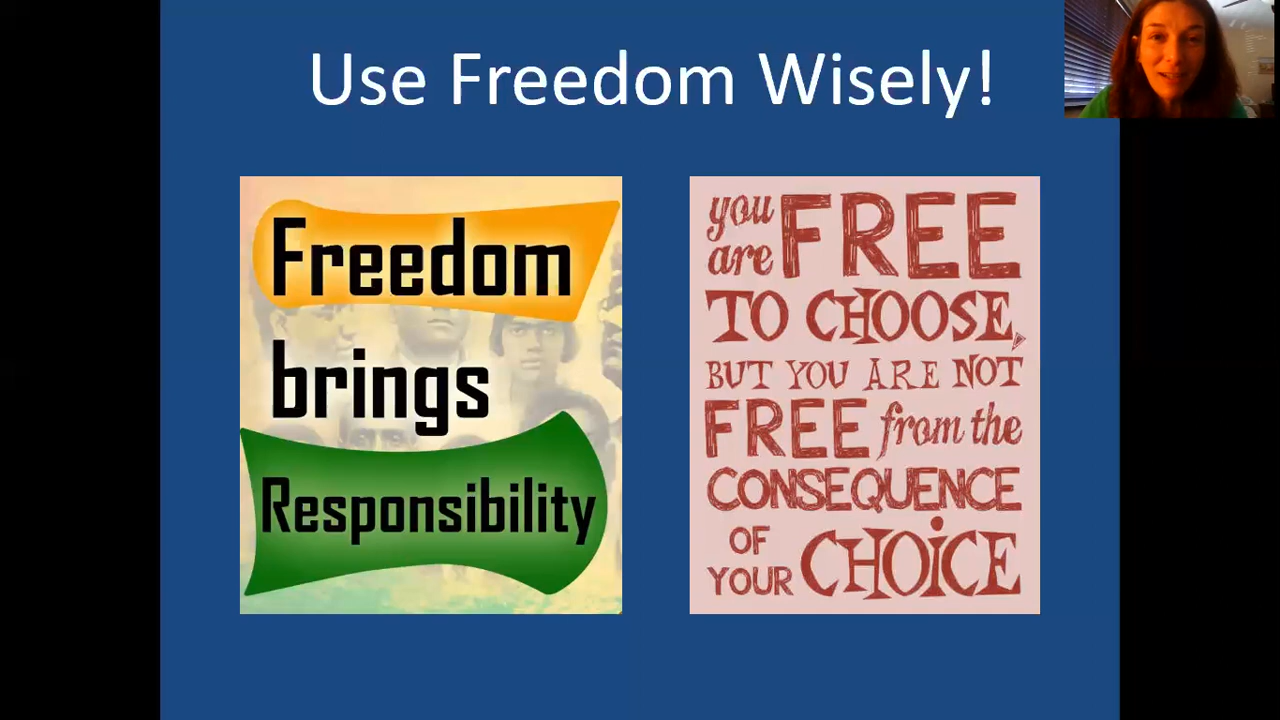 Use Freedom Wisely!
Freedom
brings
Responsibility
you
are FREE
TO CHOOSE,
BUT YOU ARE NOT
FREE from the
CONSEQUENCE
OF
YOUR CHOiCE